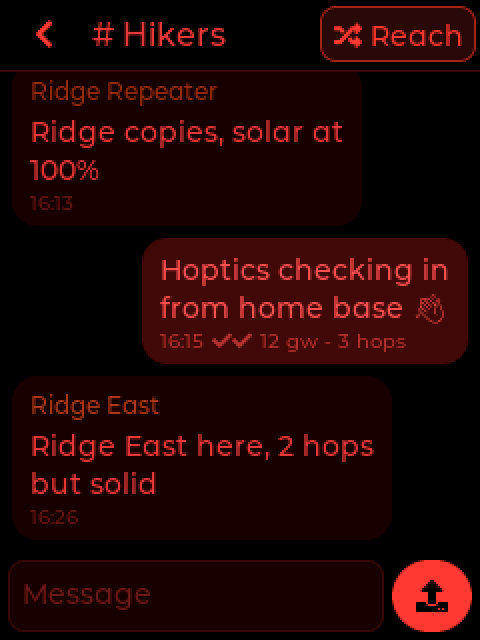 # Hikers
Reach
Ridge Repeater
Ridge copies, solar at
100%
16:13
Hoptics checking in
from home base 👋
16:15 ✓✓ 12 gw - 3 hops
Ridge East
Ridge East here, 2 hops
but solid
16:26
Message